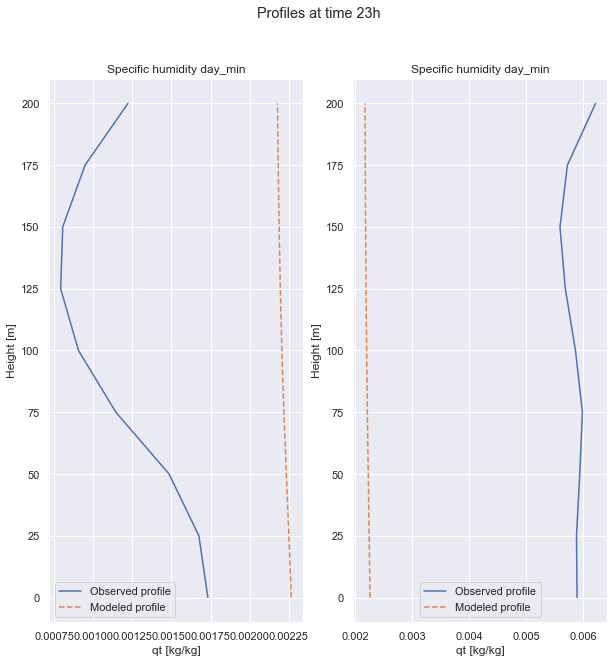 Profiles at time 23h
Specific humidity day_min
200
175
150
125
100
75
50
25
0
Height [m]
Observed profile
Modeled profile
0.000750.001000.001250.001500.001750.002000.00225
qt [kg/kg]
Specific humidity day_min
200
175
150
125
100
75
50
25
0
Height [m]
Observed profile
Modeled profile
0.002 0.003 0.004 0.005 0.006
qt [kg/kg]